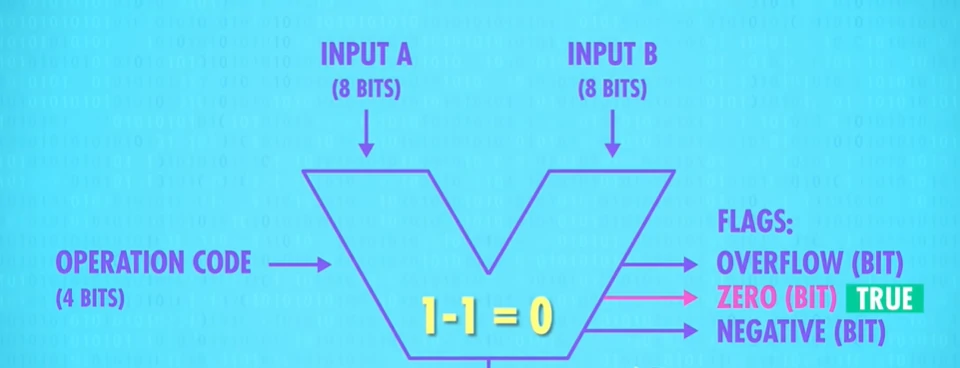 INPUT A
(8 BITS)
INPUT B
(8 BITS)
OPERATION CODE
(4 BITS)
1-1 = 0
FLAGS:
OVERFLOW (BIT)
ZERO (BIT) TRUE
NEGATIVE (BIT)